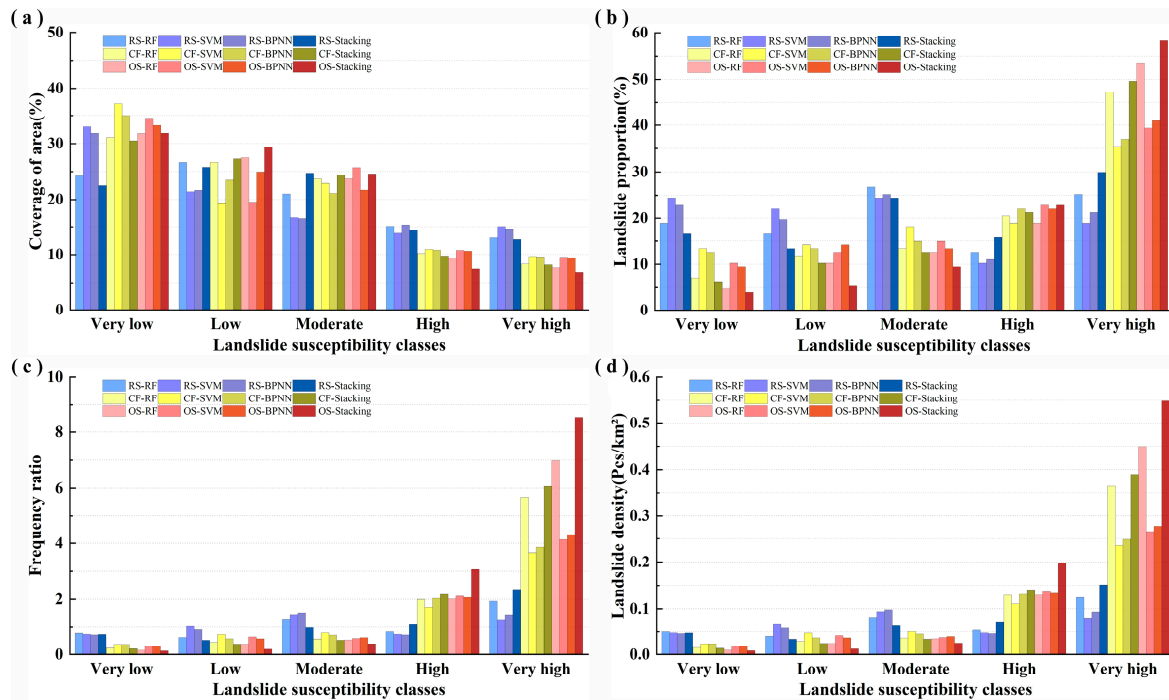 ( a )
50
40
30
20
10
0
Coverage of area(%)
RS-RF RS-SVM RS-BPNN RS-Stacking
CF-RF CF-SVM CF-BPNN CF-Stacking
OS-RF OS-SVM OS-BPNN OS-Stacking
Very low Low Moderate High Very high
Landslide susceptibility classes
( b )
60
50
40
30
20
10
0
Landslide proportion(%)
RS-RF RS-SVM RS-BPNN RS-Stacking
CF-RF CF-SVM CF-BPNN CF-Stacking
OS-RF OS-SVM OS-BPNN OS-Stacking
Very low Low Moderate High Very high
Landslide susceptibility classes
( c )
10
8
6
4
2
0
Frequency ratio
RS-RF RS-SVM RS-BPNN RS-Stacking
CF-RF CF-SVM CF-BPNN CF-Stacking
OS-RF OS-SVM OS-BPNN OS-Stacking
Very low Low Moderate High Very high
Landslide susceptibility classes
( d )
0.6
0.5
0.4
0.3
0.2
0.1
0.0
Landslide density(Pcs/km²)
RS-RF RS-SVM RS-BPNN RS-Stacking
CF-RF CF-SVM CF-BPNN CF-Stacking
OS-RF OS-SVM OS-BPNN OS-Stacking
Very low Low Moderate High Very high
Landslide susceptibility classes